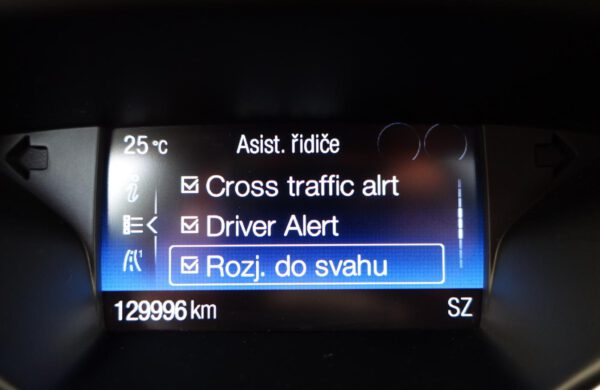 25 °C Asist. řidiče
Cross traffic alrt
Driver Alert
Rozj. do svahu
129996 km SZ